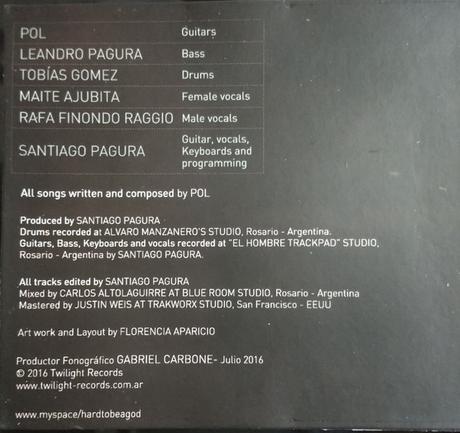 POL Guitars
LEANDRO PAGURA Bass
TOBÍAS GOMEZ Drums
MAITE AJUBITA Female vocals
RAFA FINONDO RAGGIO Male vocals
SANTIAGO PAGURA Guitar, vocals,
Keyboards and
programming
All songs written and composed by POL
Produced by SANTIAGO PAGURA
Drums recorded at ALVARO MANZANERO'S STUDIO, Rosario - Argentina.
Guitars, Bass, Keyboards and vocals recorded at "EL HOMBRE TRACKPAD" STUDIO,
Rosario - Argentina by SANTIAGO PAGURA.
All tracks edited by SANTIAGO PAGURA
Mixed by CARLOS ALTOLAGUIRRE AT BLUE ROOM STUDIO, Rosario - Argentina
Mastered by JUSTIN WEIS AT TRAKWORX STUDIO, San Francisco - EEUU
Art work and Layout by FLORENCIA APARICIO
Productor Fonográfico GABRIEL CARBONE- Julio 2016
© 2016 Twilight Records
www.twilight-records.com.ar
www.myspace/hardtobeagod